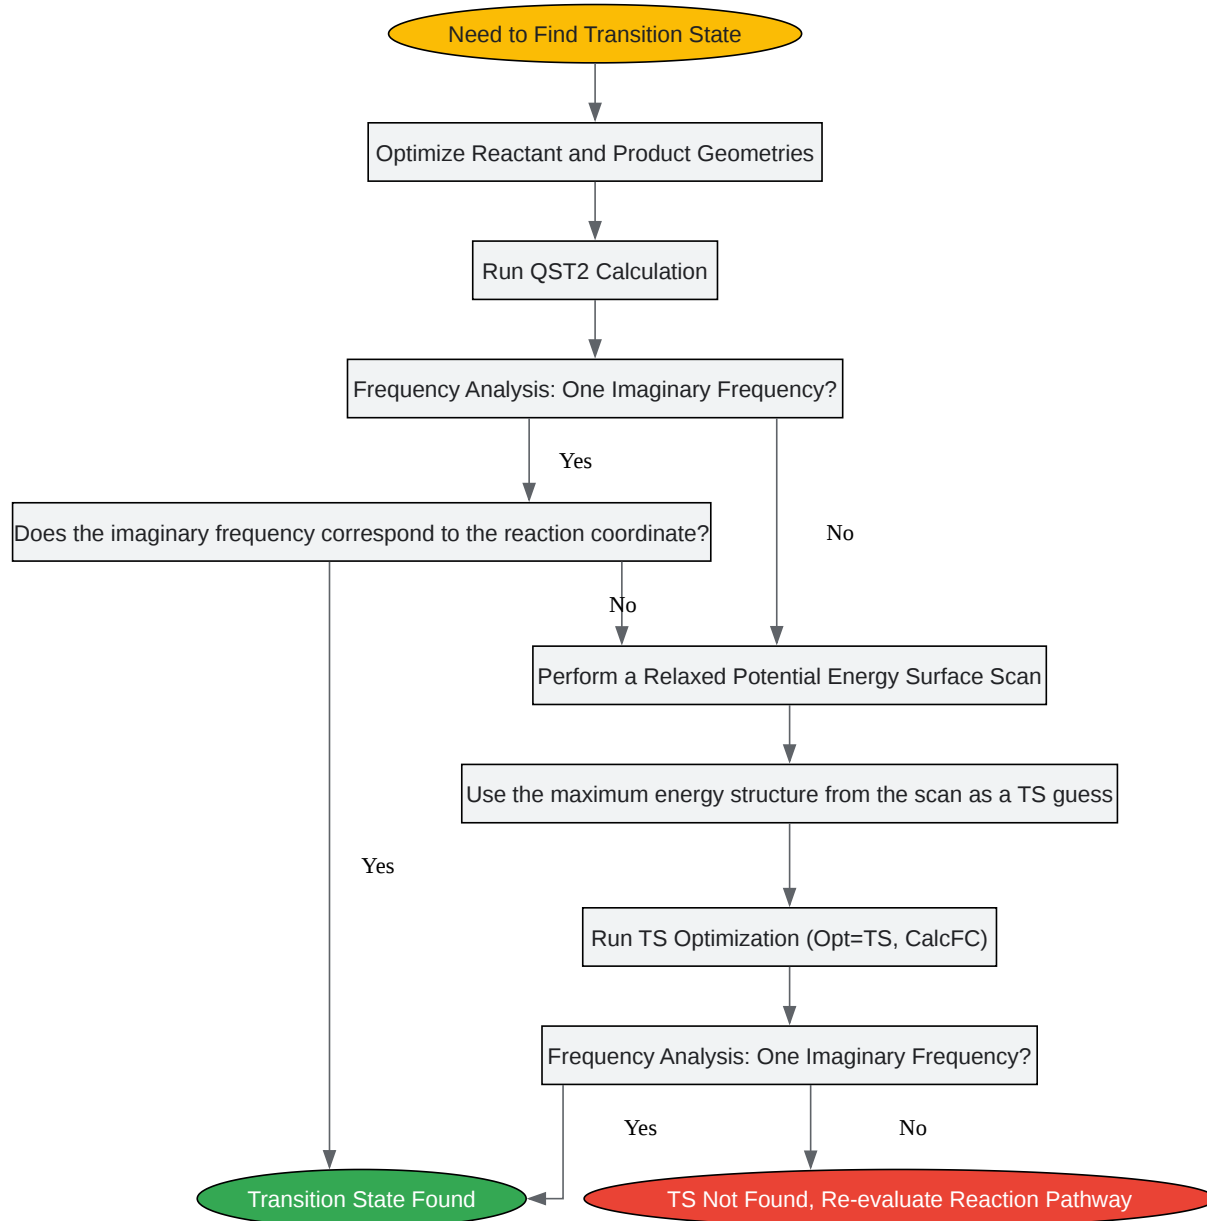 Need to Find Transition State
Optimize Reactant and Product Geometries
Run QST2 Calculation
Frequency Analysis: One Imaginary Frequency?
Yes
Does the imaginary frequency correspond to the reaction coordinate?
No
No
Perform a Relaxed Potential Energy Surface Scan
Use the maximum energy structure from the scan as a TS guess
Yes
Run TS Optimization (Opt=TS, CalcFC)
Frequency Analysis: One Imaginary Frequency?
Yes
No
Transition State Found
TS Not Found, Re-evaluate Reaction Pathway